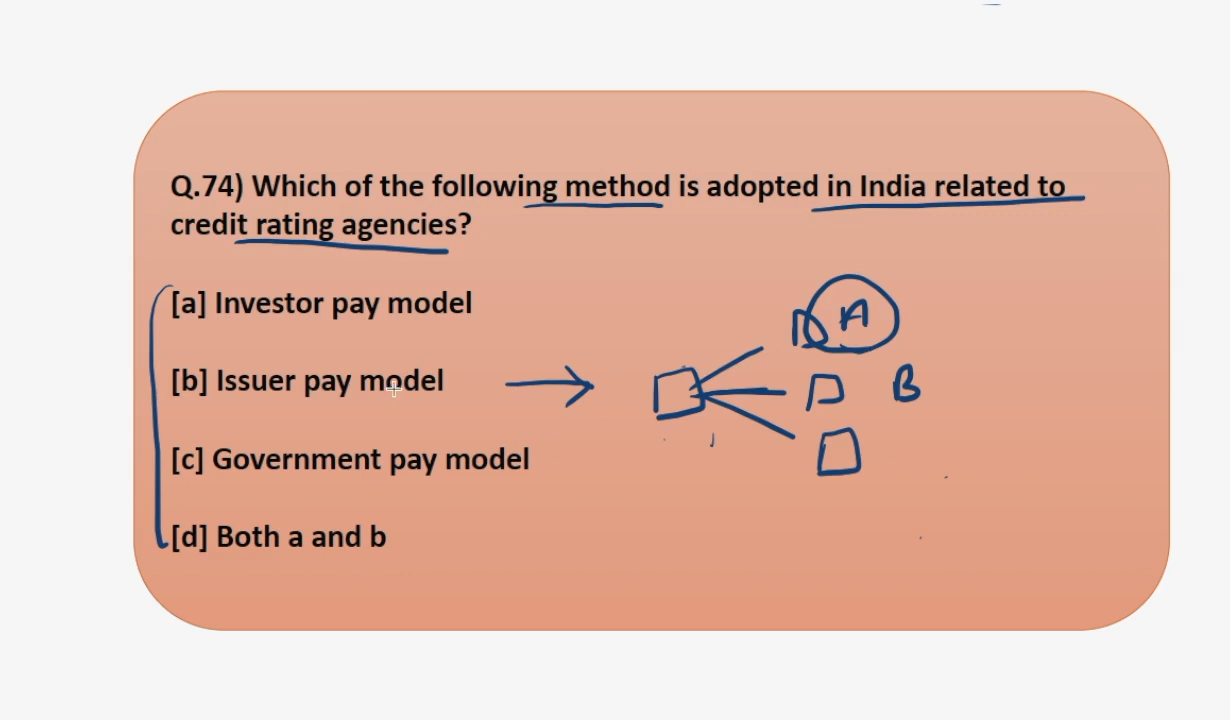 Q.74) Which of the following method is adopted in India related to
credit rating agencies?
[a] Investor pay model
[b] Issuer pay model
[c] Government pay model
[d] Both a and b
A
B